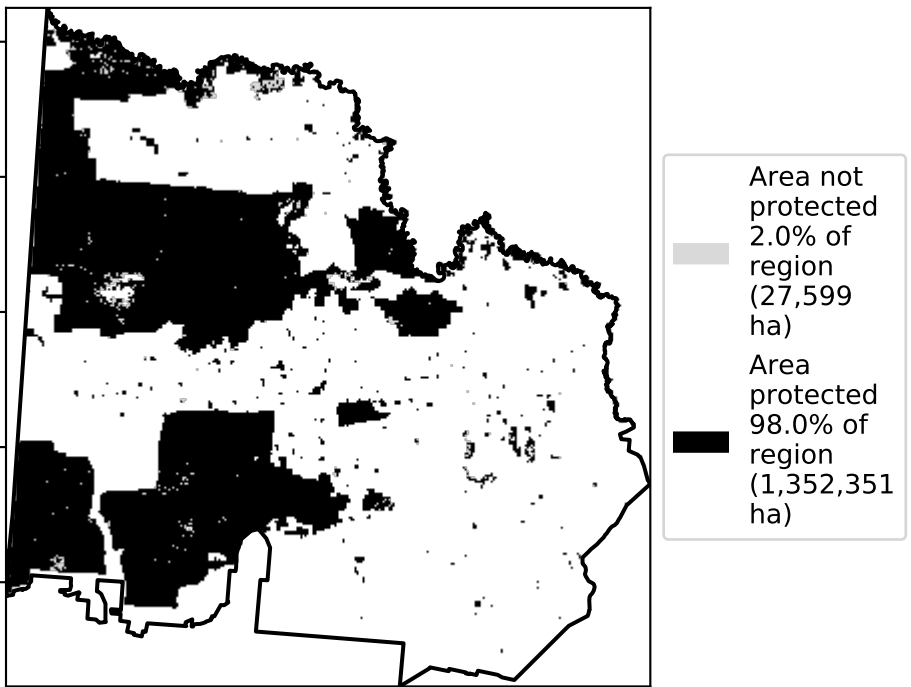 Area not
protected
2.0% of
region
(27,599
ha)
Area
protected
98.0% of
region
(1,352,351
ha)